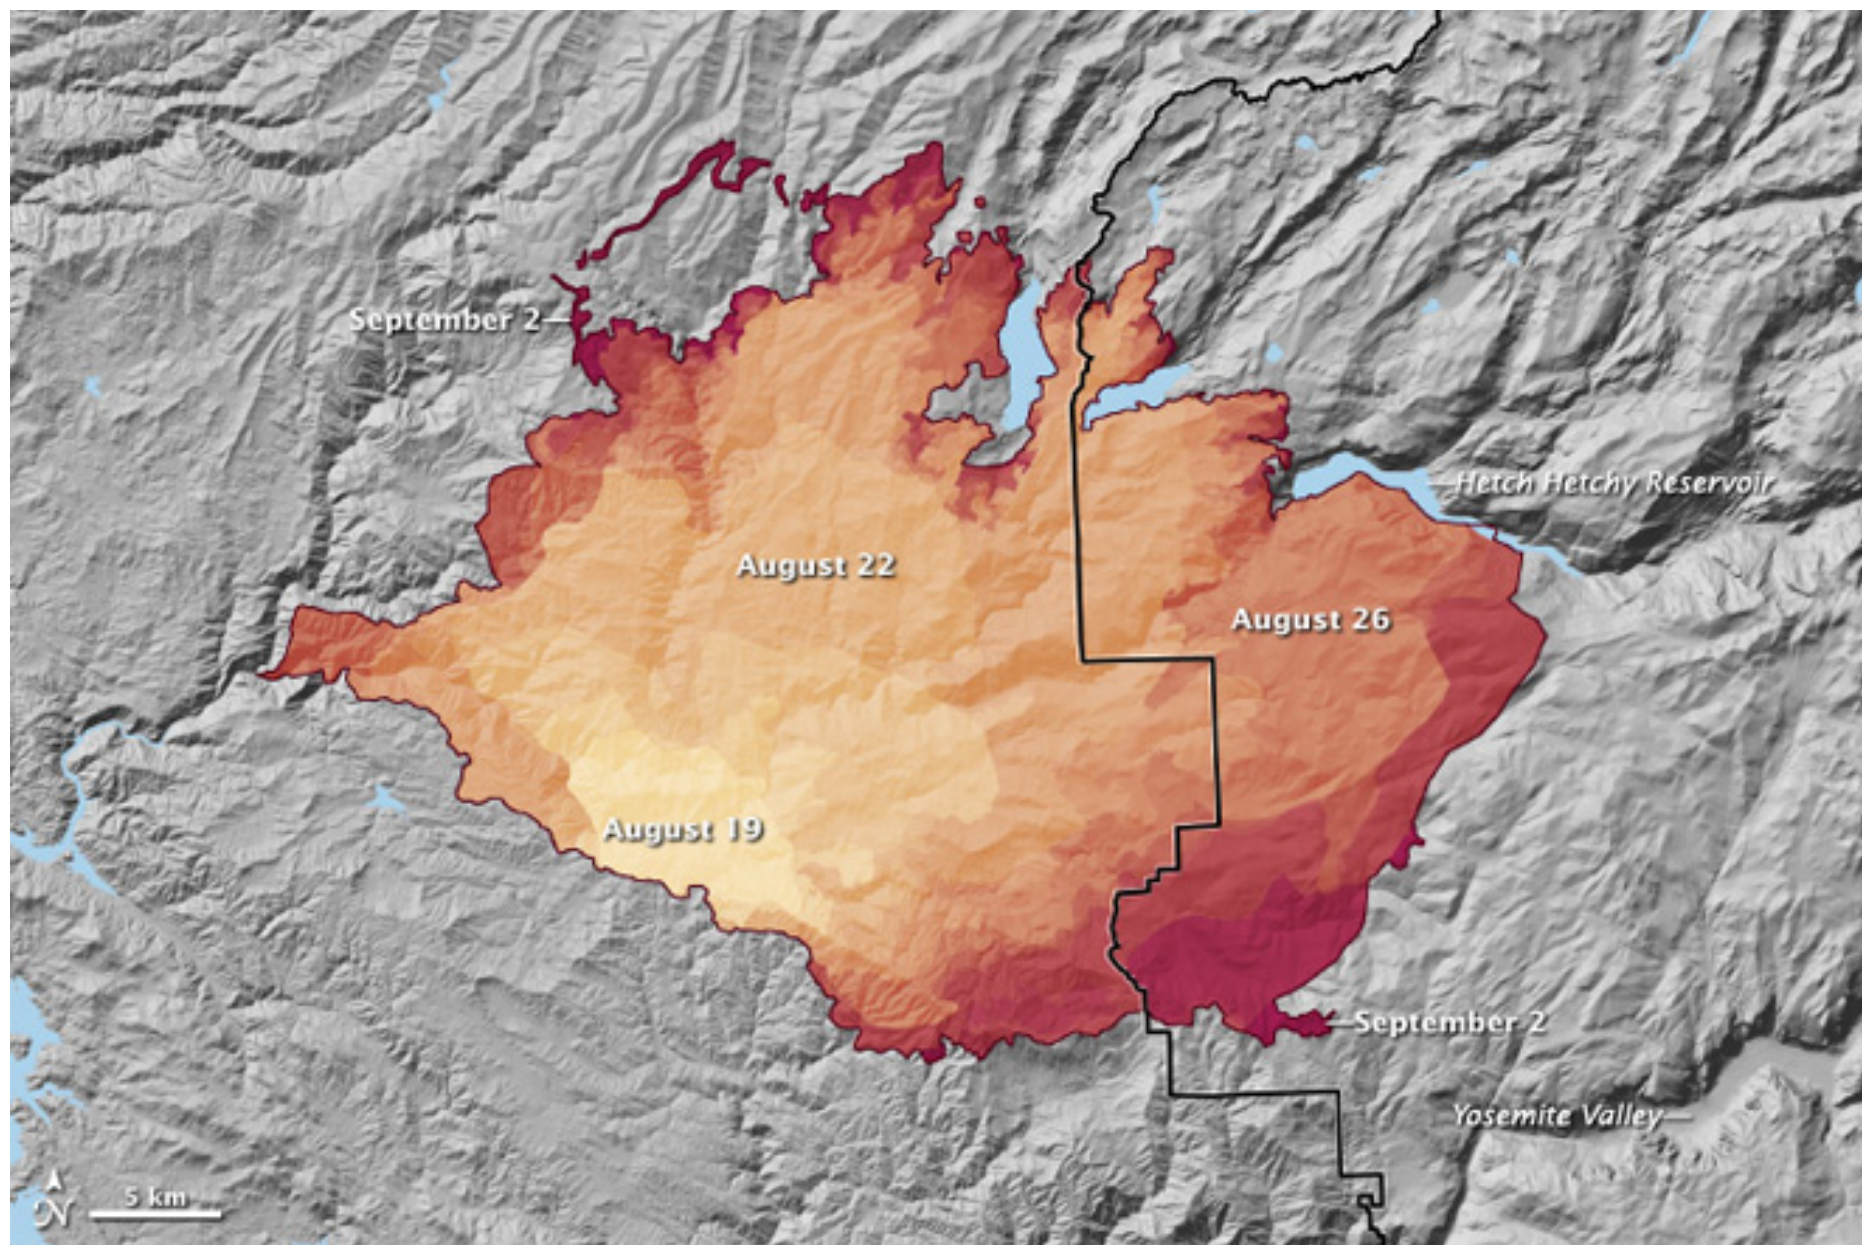 September 2
Hetch Hetchy Reservoir
August 22
August 26
August 19
September 2
Yosemite Valley
5 km
N